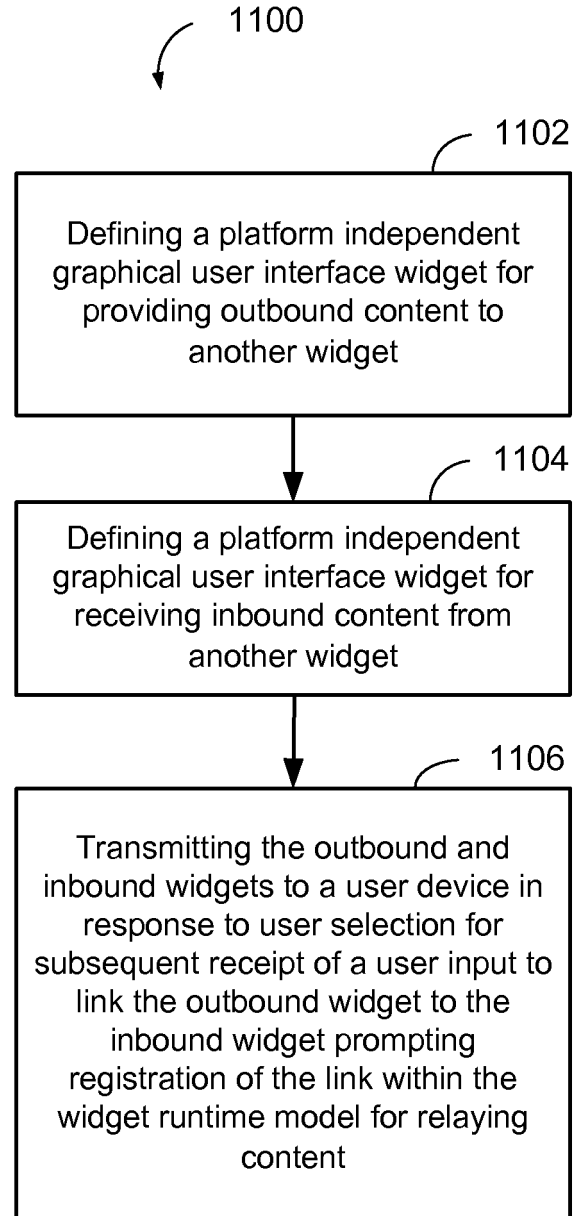 1100
1102
Defining a platform independent
graphical user interface widget for
providing outbound content to
another widget
1104
Defining a platform independent
graphical user interface widget for
receiving inbound content from
another widget
1106
Transmitting the outbound and
inbound widgets to a user device in
response to user selection for
subsequent receipt of a user input to
link the outbound widget to the
inbound widget prompting
registration of the link within the
widget runtime model for relaying
content